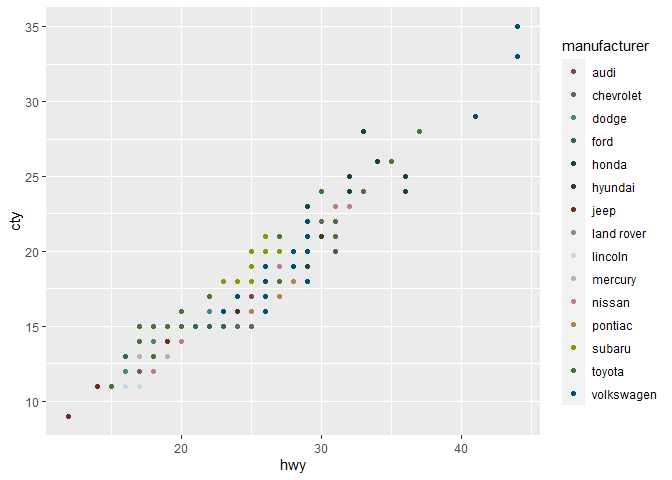 35
30
25
20
15
10
cty
20
30
40
hwy
manufacturer
audi
chevrolet
dodge
ford
honda
hyundai
jeep
land rover
lincoln
mercury
nissan
pontiac
subaru
toyota
volkswagen